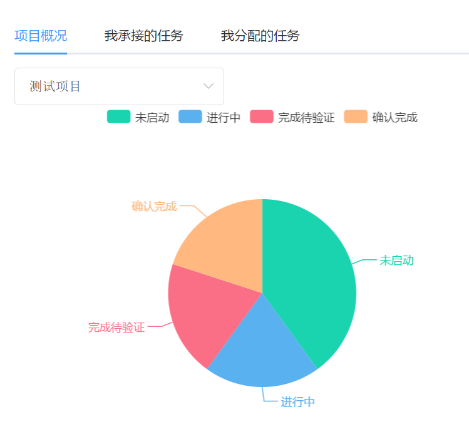 项目概况 我承接的任务 我分配的任务
测试项目
未启动 进行中 完成待验证 确认完成
确认完成
未启动
完成待验证
进行中